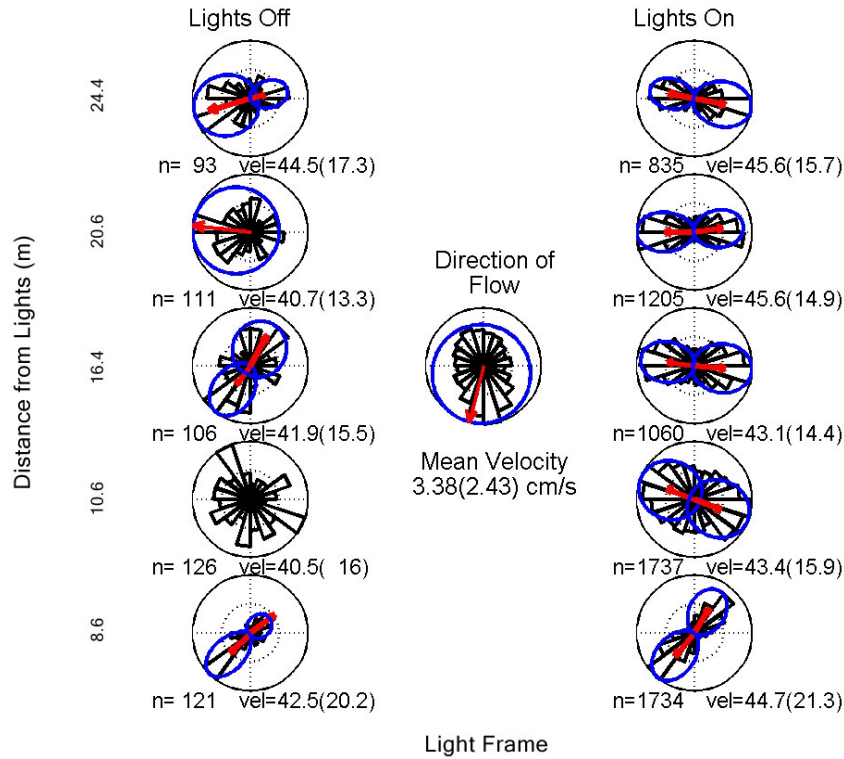 Lights Off
Lights On
24.4
n= 93 vel=44.5(17.3)
n= 835 vel=45.6(15.7)
20.6
n= 111 vel=40.7(13.3)
n=1205 vel=45.6(14.9)
Direction of
Flow
16.4
n= 106 vel=41.9(15.5)
n=1060 vel=43.1(14.4)
Mean Velocity
3.38(2.43) cm/s
10.6
n= 126 vel=40.5( 16)
n=1737 vel=43.4(15.9)
8.6
n= 121 vel=42.5(20.2)
n=1734 vel=44.7(21.3)
Distance from Lights (m)
Light Frame